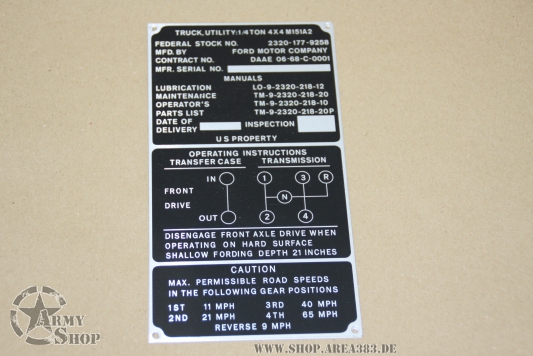 TRUCK, UTILITY: 1/4 TON 4X4 M151A2
FEDERAL STOCK NO. 2320-177-9258
MFD. BY FORD MOTOR COMPANY
CONTRACT NO. DAAE 06-68-C-0001
MFR. SERIAL NO.
MANUALS
LUBRICATION LO-9-2320-218-12
MAINTENANCE TM-9-2320-218-20
OPERATOR'S TM-9-2320-218-10
PARTS LIST TM-9-2320-218-20P
DATE OF
DELIVERY INSPECTION
US PROPERTY
OPERATING INSTRUCTIONS
TRANSFER CASE TRANSMISSION
IN 1 3 R
FRONT
N
DRIVE
OUT 2 4
DISENGAGE FRONT AXLE DRIVE WHEN
OPERATING ON HARD SURFACE
SHALLOW FORDING DEPTH 21 INCHES
CAUTION
MAX. PERMISSIBLE ROAD SPEEDS
IN THE FOLLOWING GEAR POSITIONS
1ST 11 MPH 3RD 40 MPH
2ND 21 MPH 4TH 65 MPH
REVERSE 9 MPH
ARMY
SHOP
WWW.SHOP.AREA383.DE